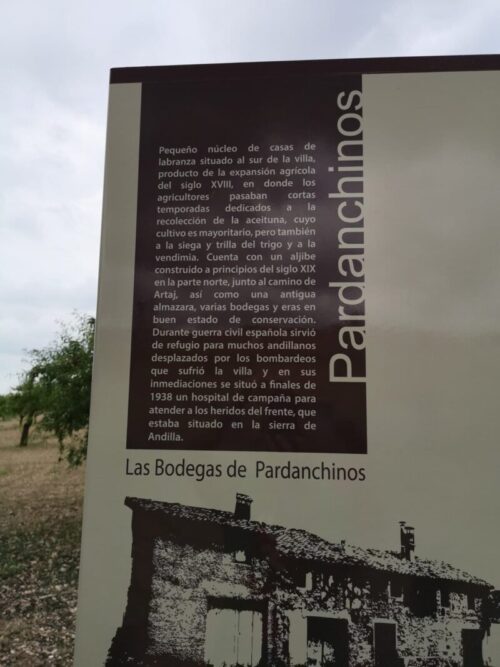 Pardanchinos
Pequeño núcleo de casas de
labranza situado al sur de la villa,
producto de la expansión agrícola
del siglo XVIII, en donde los
agricultores pasaban cortas
temporadas dedicados a la
recolección de la aceituna, cuyo
cultivo es mayoritario, pero también
a la siega y trilla del trigo y a la
vendimia. Cuenta con un aljibe
construido a principios del siglo XIX
en la parte norte, junto al camino de
Artaj, así como una antigua
almazara, varias bodegas y eras en
buen estado de conservación.
Durante guerra civil española sirvió
de refugio para muchos andillanos
desplazados por los bombardeos
que sufrió la villa y en sus
inmediaciones se situó a finales de
1938 un hospital de campaña para
atender a los heridos del frente, que
estaba situado en la sierra de
Andilla.
Las Bodegas de Pardanchinos